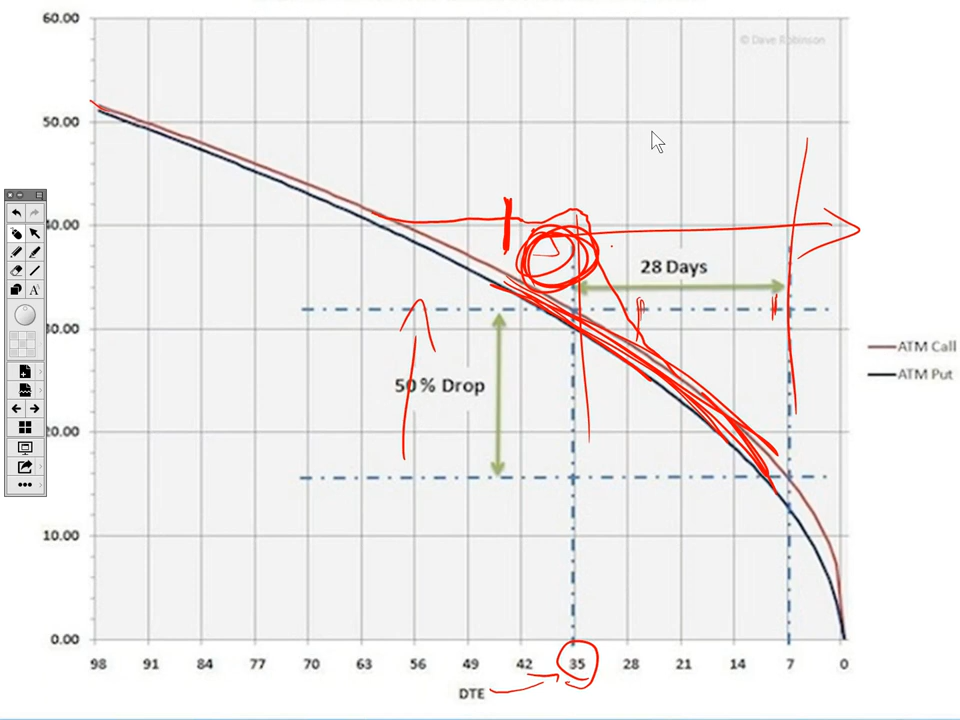 60.00
© Dave Robinson
50.00
40.00
28 Days
30.00
ATM Call
50 % Drop
ATM Put
20.00
10.00
0.00
98 91 84 77 70 63 56 49 42 35 28 21 14 7 0
DTE